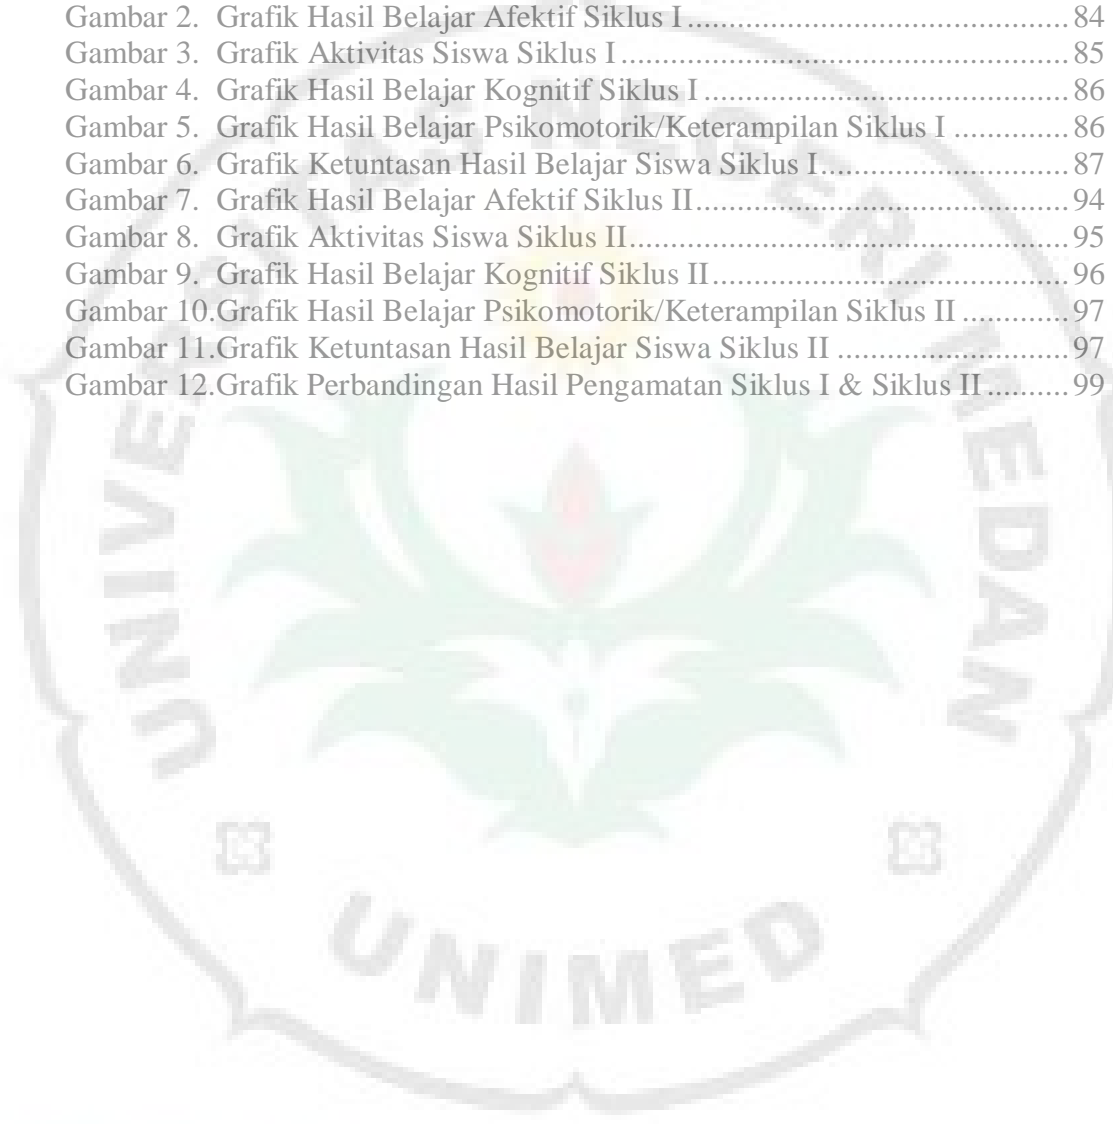 Gambar 2. Grafik Hasil Belajar Afektif Siklus I................................................84
Gambar 3. Grafik Aktivitas Siswa Siklus I........................................................85
Gambar 4. Grafik Hasil Belajar Kognitif Siklus I.............................................86
Gambar 5. Grafik Hasil Belajar Psikomotorik/Keterampilan Siklus I ..............86
Gambar 6. Grafik Ketuntasan Hasil Belajar Siswa Siklus I...............................87
Gambar 7. Grafik Hasil Belajar Afektif Siklus II..............................................94
Gambar 8. Grafik Aktivitas Siswa Siklus II......................................................95
Gambar 9. Grafik Hasil Belajar Kognitif Siklus II............................................96
Gambar 10.Grafik Hasil Belajar Psikomotorik/Keterampilan Siklus II .............97
Gambar 11.Grafik Ketuntasan Hasil Belajar Siswa Siklus II ............................97
Gambar 12.Grafik Perbandingan Hasil Pengamatan Siklus I & Siklus II..........99
UNIVERSITAS NEGERI MEDAN
UNIMED